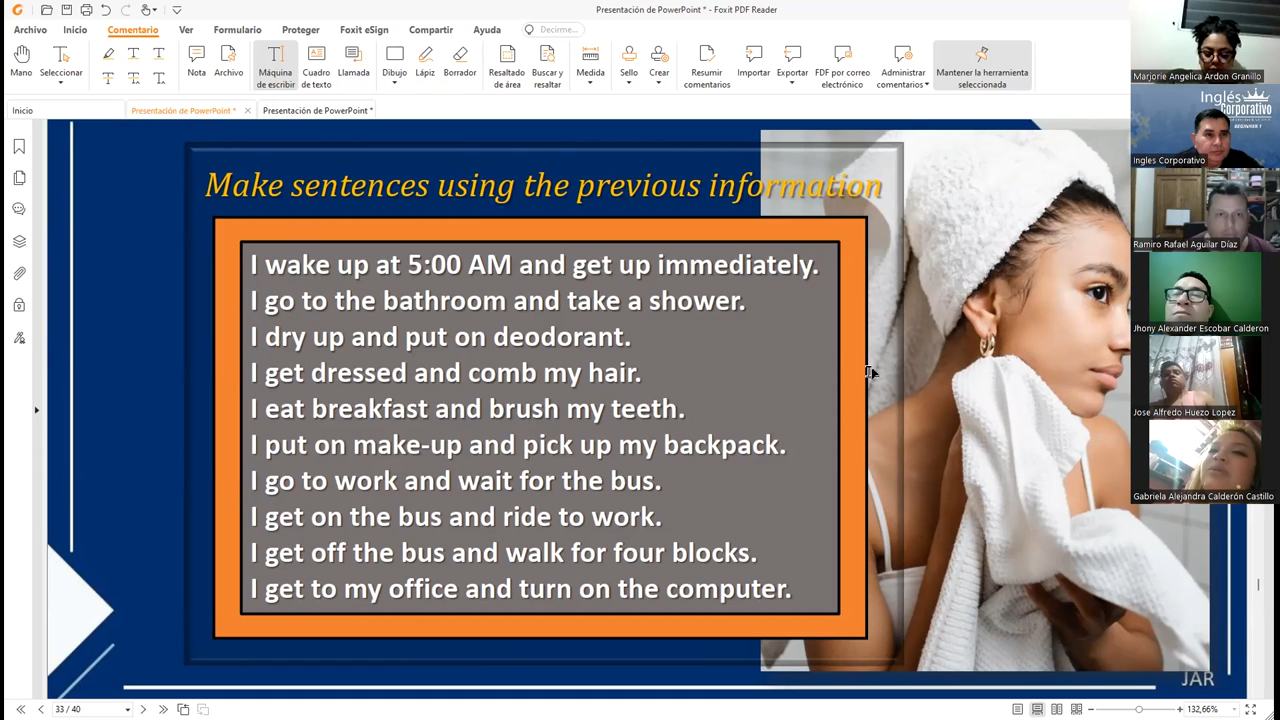 Presentación de PowerPoint * - Foxit PDF Reader
Archivo Inicio Comentario Ver Formulario Proteger Foxit eSign Compartir Ayuda Decirme...
Mano Seleccionar Nota Archivo Máquina de escribir Cuadro de texto Llamada Dibujo Lápiz Borrador Resaltado de área Buscar y resaltar Medida Sello Crear Resumir comentarios Importar Exportar FDP por correo electrónico Administrar comentarios Mantener la herramienta seleccionada
Inicio Presentación de PowerPoint * Presentación de PowerPoint *
Make sentences using the previous information
I wake up at 5:00 AM and get up immediately.
I go to the bathroom and take a shower.
I dry up and put on deodorant.
I get dressed and comb my hair.
I eat breakfast and brush my teeth.
I put on make-up and pick up my backpack.
I go to work and wait for the bus.
I get on the bus and ride to work.
I get off the bus and walk for four blocks.
I get to my office and turn on the computer.
JAR
33 / 40
132,66%
Marjorie Angelica Ardon Granillo
Inglés Corporativo
BEGINNER 1
Ingles Corporativo
Ramiro Rafael Aguilar Díaz
Jhony Alexander Escobar Calderon
Jose Alfredo Huezo Lopez
Gabriela Alejandra Calderón Castillo